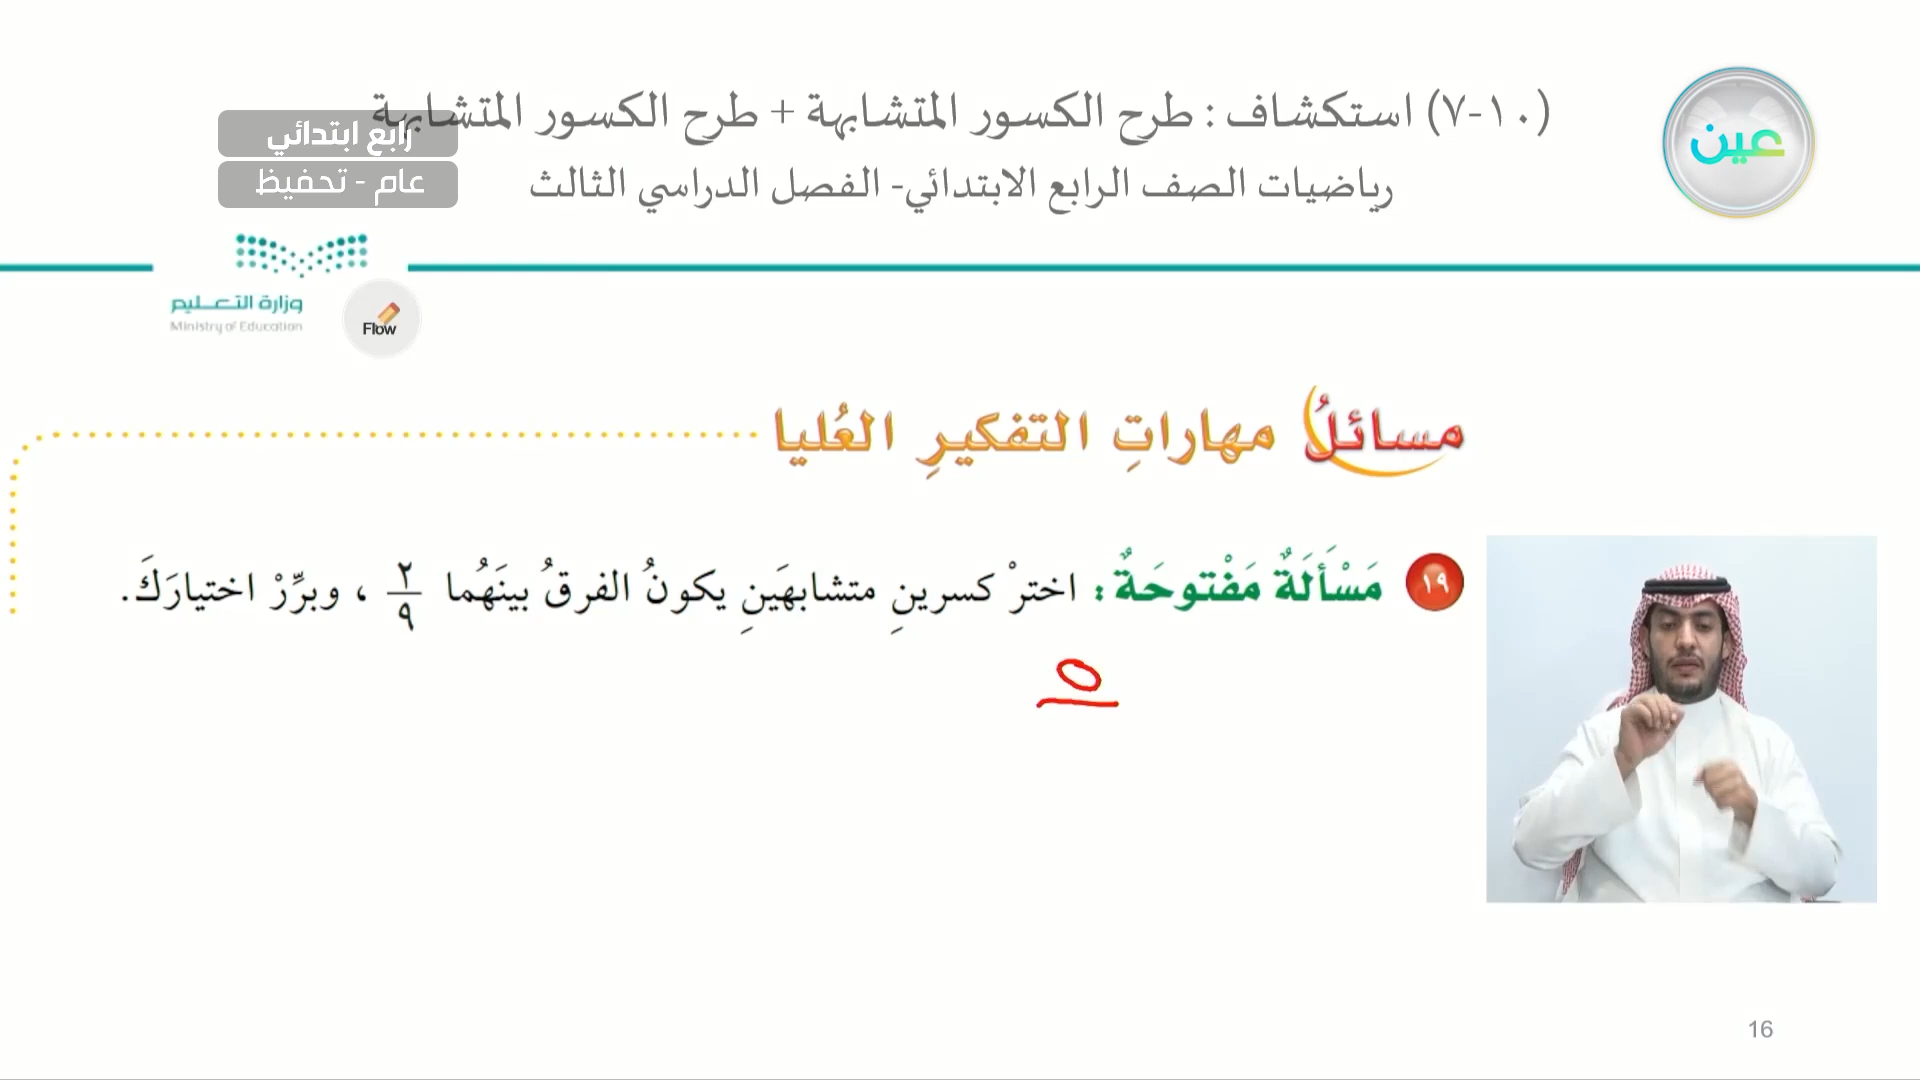 (١٠-٧) استكشاف : طرح الكسور المتشابهة + طرح الكسور المتشابهة
رياضيات الصف الرابع الابتدائي- الفصل الدراسي الثالث
عين
رابع ابتدائي
عام - تحفيظ
وزارة التعليم
Ministry of Education
Flow
مسائلُ مهاراتِ التفكيرِ العُليا
١٩ مَسْأَلَةٌ مَفْتوحَةٌ : اخترْ كسرينِ متشابهَينِ يكونُ الفرقُ بينَهُما ٢/٩ ، وبرِّرْ اختيارَكَ.
٥
16